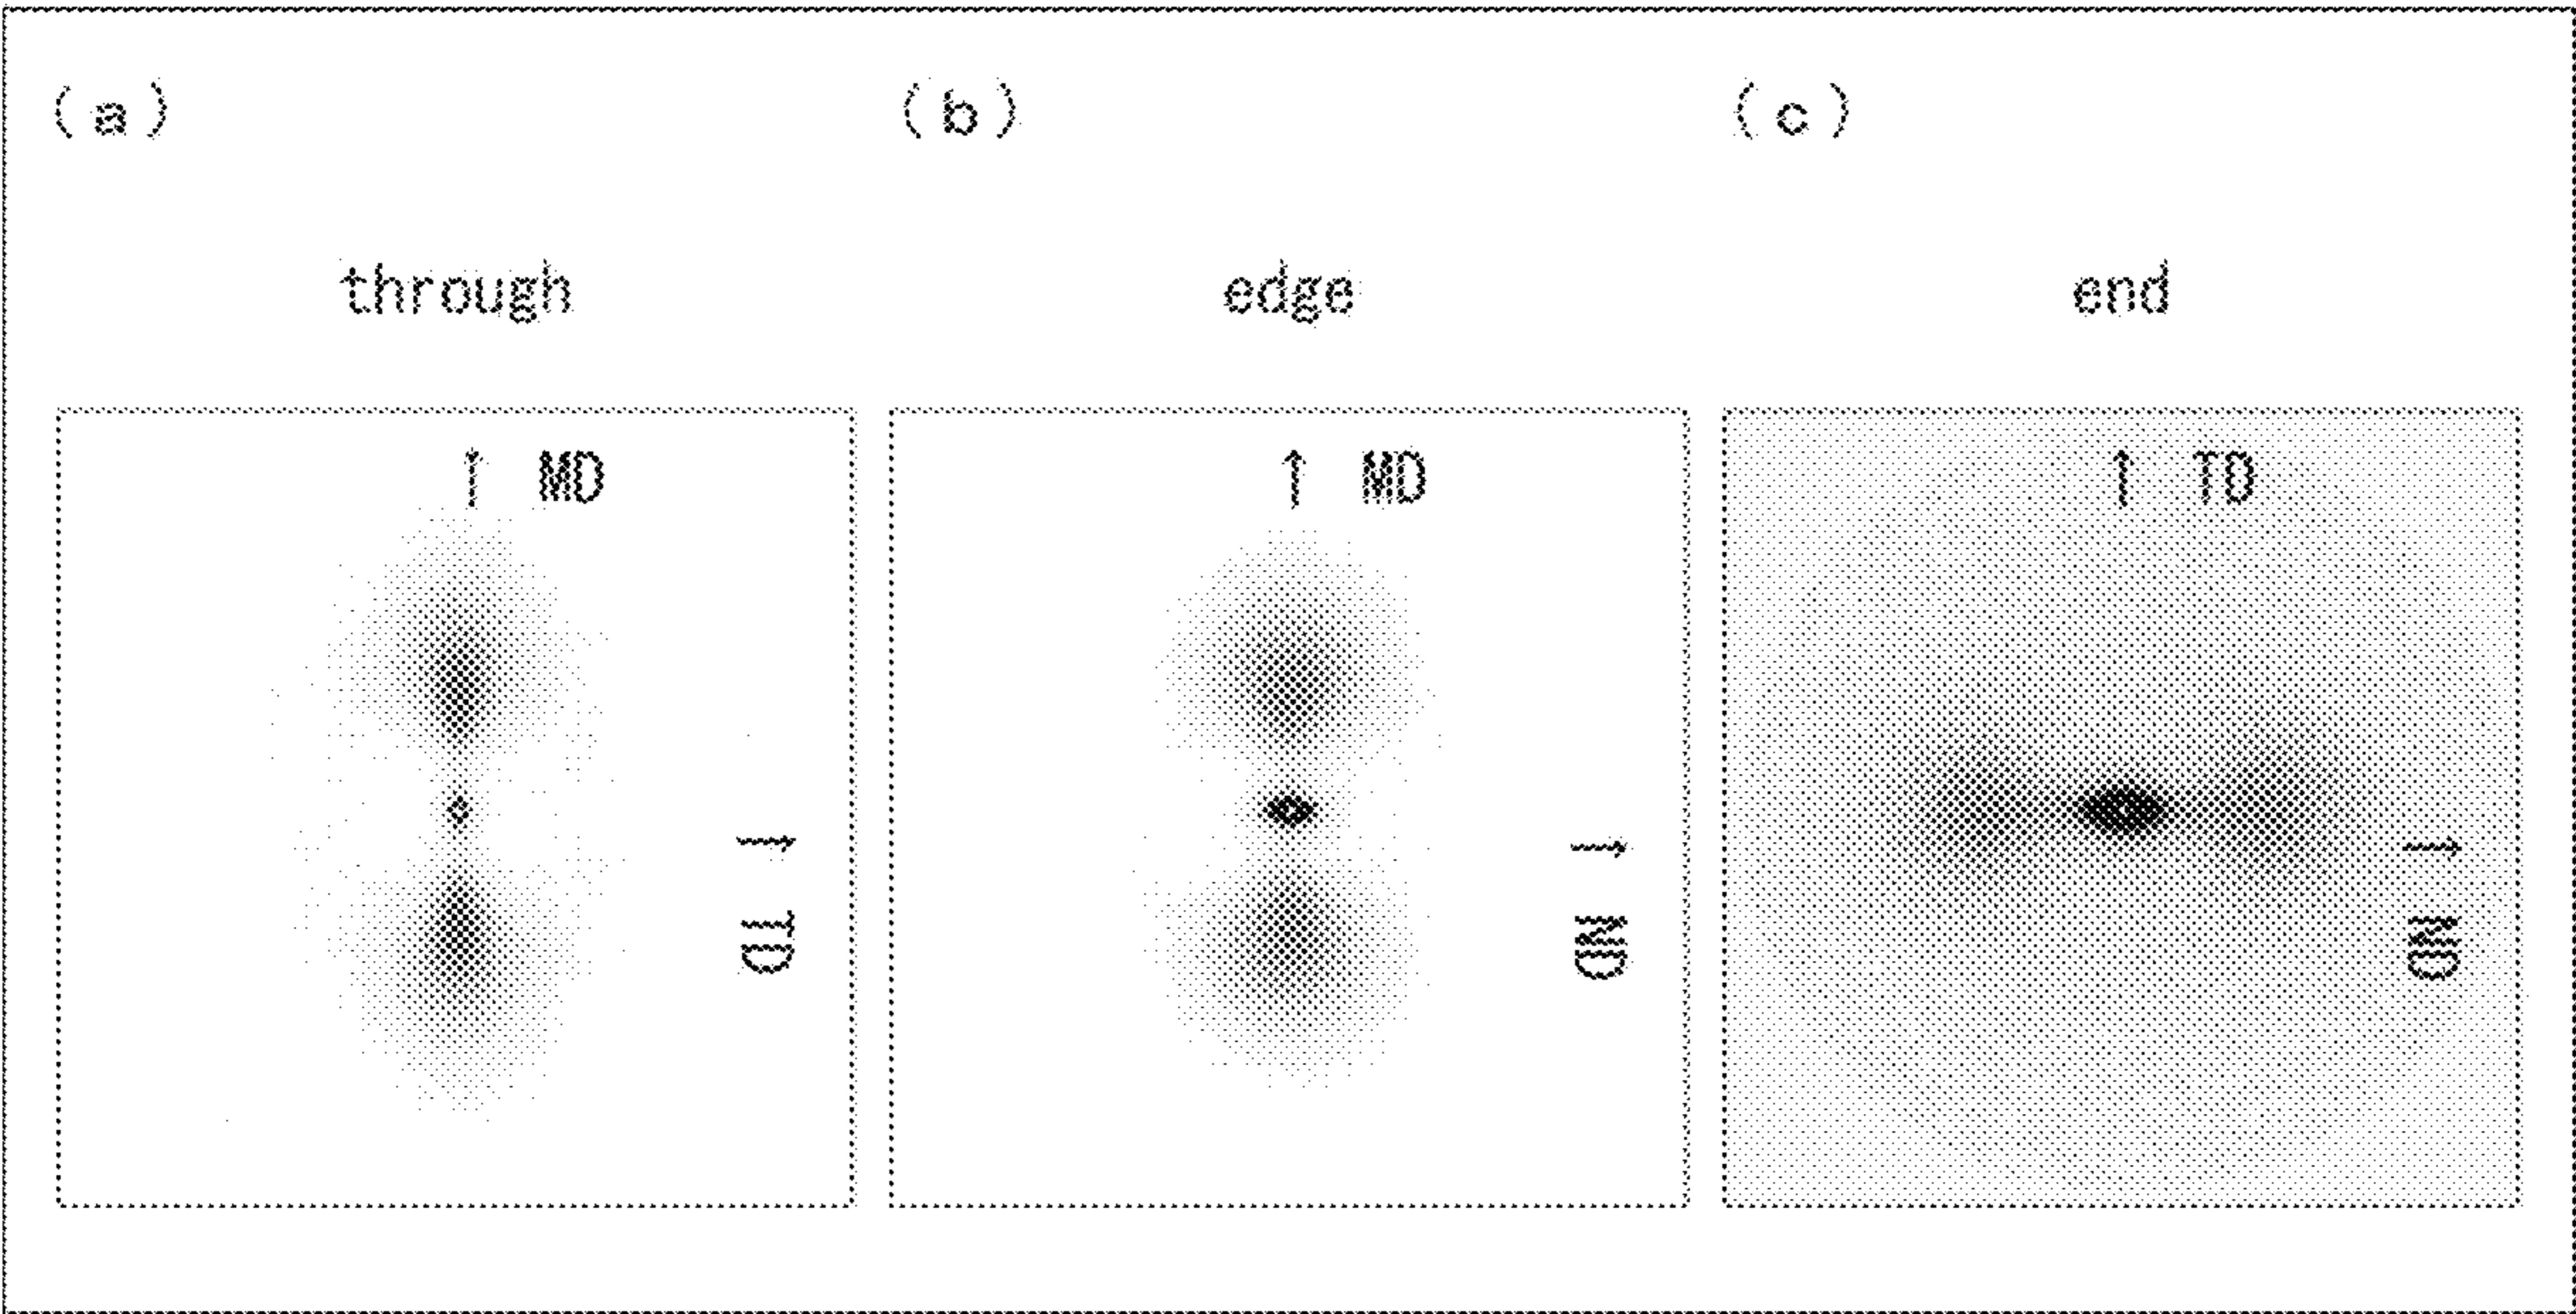 (a)
(b)
(c)
through
edge
end
↑ MD
↑ MD
↑ TD
↑ TD
↑ ND
↑ ND